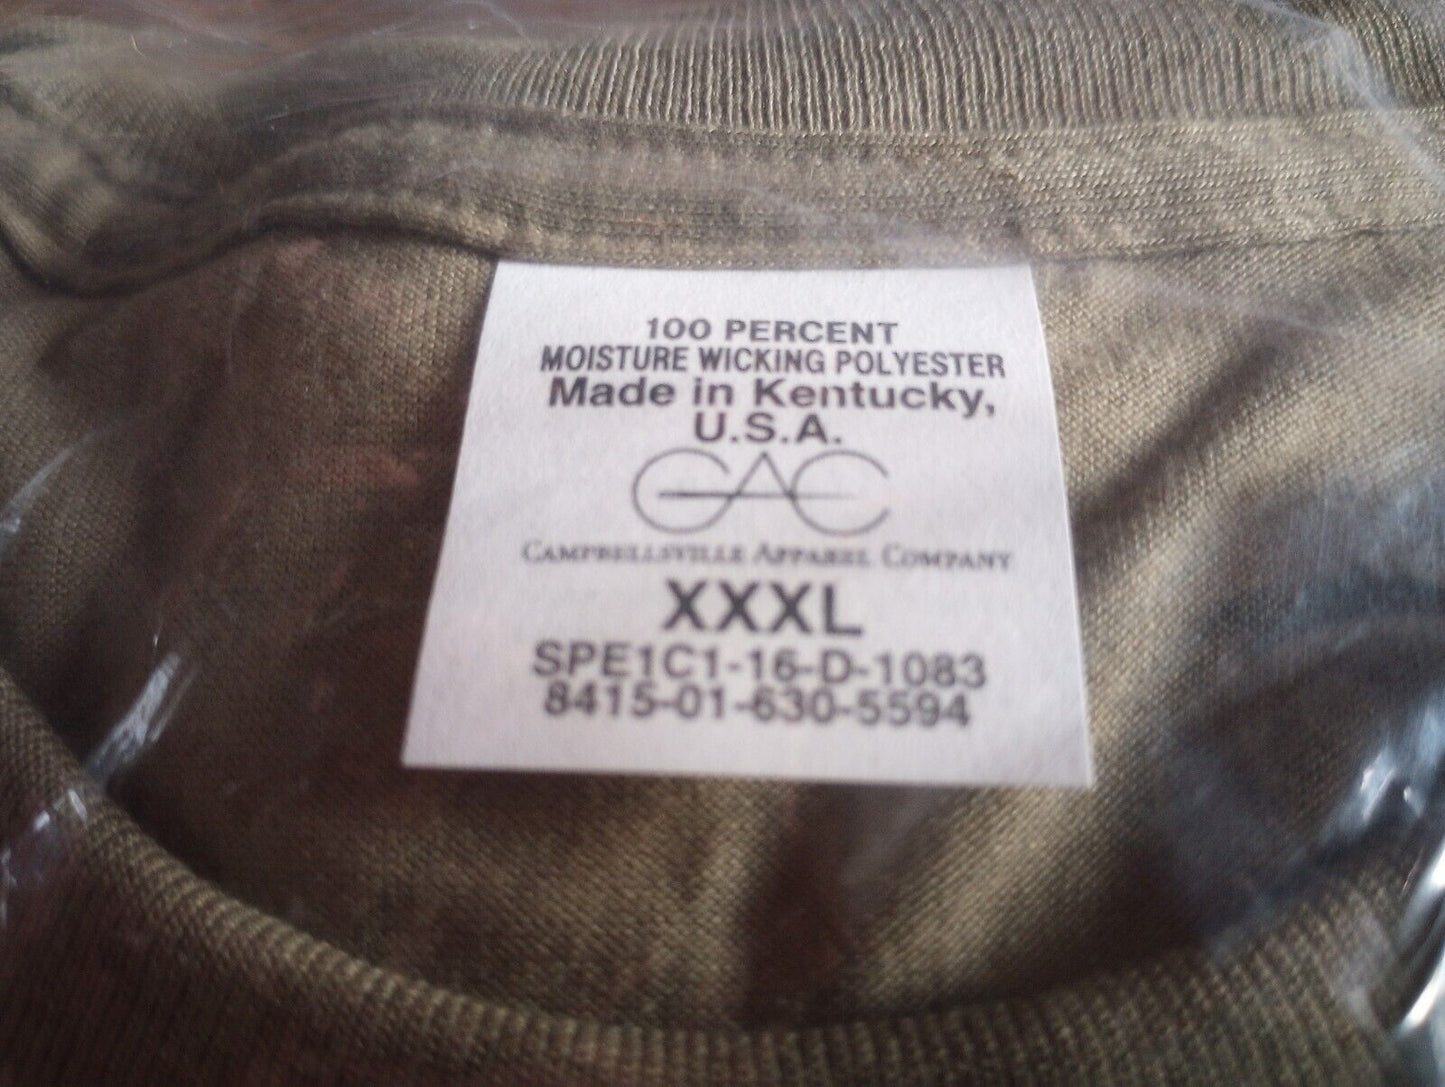 100 PERCENT
MOISTURE WICKING POLYESTER
Made in Kentucky,
U.S.A.
CAC
CAMPBELLSVILLE APPAREL COMPANY
XXXL
SPE1C1-16-D-1083
8415-01-630-5594